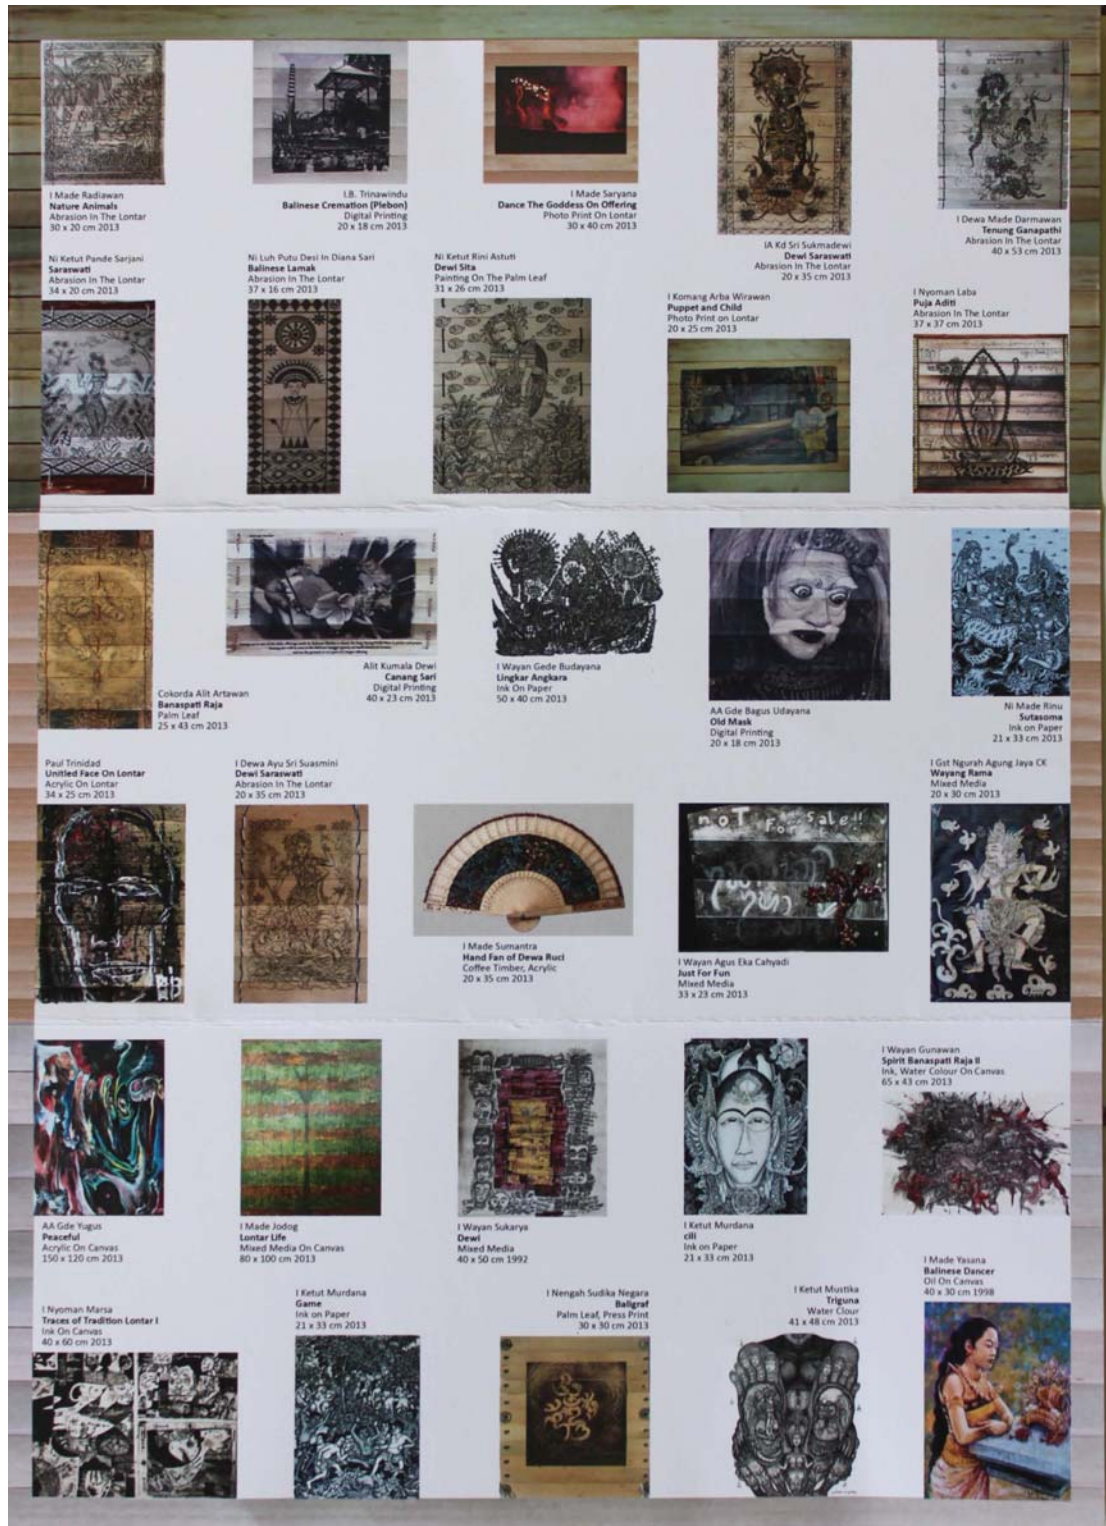 I Made Radiawan
Nature Animals
Abrasion In The Lontar
30 x 20 cm 2013
I.B. Trinawindu
Balinese Cremation (Plebon)
Digital Printing
20 x 18 cm 2013
I Made Saryana
Dance The Goddess On Offering
Photo Print On Lontar
30 x 40 cm 2013
IA Kd Sri Sukmadewi
Dewi Saraswati
Abrasion In The Lontar
20 x 35 cm 2013
I Dewa Made Darmawan
Tenung Ganapathi
Abrasion In The Lontar
40 x 53 cm 2013
Ni Ketut Pande Sarjani
Saraswati
Abrasion In The Lontar
34 x 20 cm 2013
Ni Luh Putu Desi In Diana Sari
Balinese Lamak
Abrasion In The Lontar
37 x 16 cm 2013
Ni Ketut Rini Astuti
Dewi Sita
Painting On The Palm Leaf
31 x 26 cm 2013
I Komang Arba Wirawan
Puppet and Child
Photo Print on Lontar
20 x 25 cm 2013
I Nyoman Laba
Puja Aditi
Abrasion In The Lontar
37 x 37 cm 2013
Cokorda Alit Artawan
Banaspati Raja
Palm Leaf
25 x 43 cm 2013
Alit Kumala Dewi
Canang Sari
Digital Printing
40 x 23 cm 2013
I Wayan Gede Budayana
Lingkar Angkara
Ink On Paper
50 x 40 cm 2013
AA Gde Bagus Udayana
Old Mask
Digital Printing
20 x 18 cm 2013
Ni Made Rinu
Sutasoma
Ink on Paper
21 x 33 cm 2013
Paul Trinidad
Unitled Face On Lontar
Acrylic On Lontar
34 x 25 cm 2013
I Dewa Ayu Sri Suasmini
Dewi Saraswati
Abrasion In The Lontar
20 x 35 cm 2013
I Made Sumantra
Hand Fan of Dewa Ruci
Coffee Timber, Acrylic
20 x 35 cm 2013
noT for sale!!
I Wayan Agus Eka Cahyadi
Just For Fun
Mixed Media
33 x 23 cm 2013
I Gst Ngurah Agung Jaya CK
Wayang Rama
Mixed Media
20 x 30 cm 2013
AA Gde Yugus
Peaceful
Acrylic On Canvas
150 x 120 cm 2013
I Made Jodog
Lontar Life
Mixed Media On Canvas
80 x 100 cm 2013
I Wayan Sukarya
Dewi
Mixed Media
40 x 50 cm 1992
I Ketut Murdana
cili
Ink on Paper
21 x 33 cm 2013
I Wayan Gunawan
Spirit Banaspati Raja II
Ink, Water Colour On Canvas
65 x 43 cm 2013
I Nyoman Marsa
Traces of Tradition Lontar I
Ink On Canvas
40 x 60 cm 2013
I Ketut Murdana
Game
Ink on Paper
21 x 33 cm 2013
I Nengah Sudika Negara
Baligraf
Palm Leaf, Press Print
30 x 30 cm 2013
I Ketut Mustika
Triguna
Water Clour
41 x 48 cm 2013
I Made Yasana
Balinese Dancer
Oil On Canvas
40 x 30 cm 1998